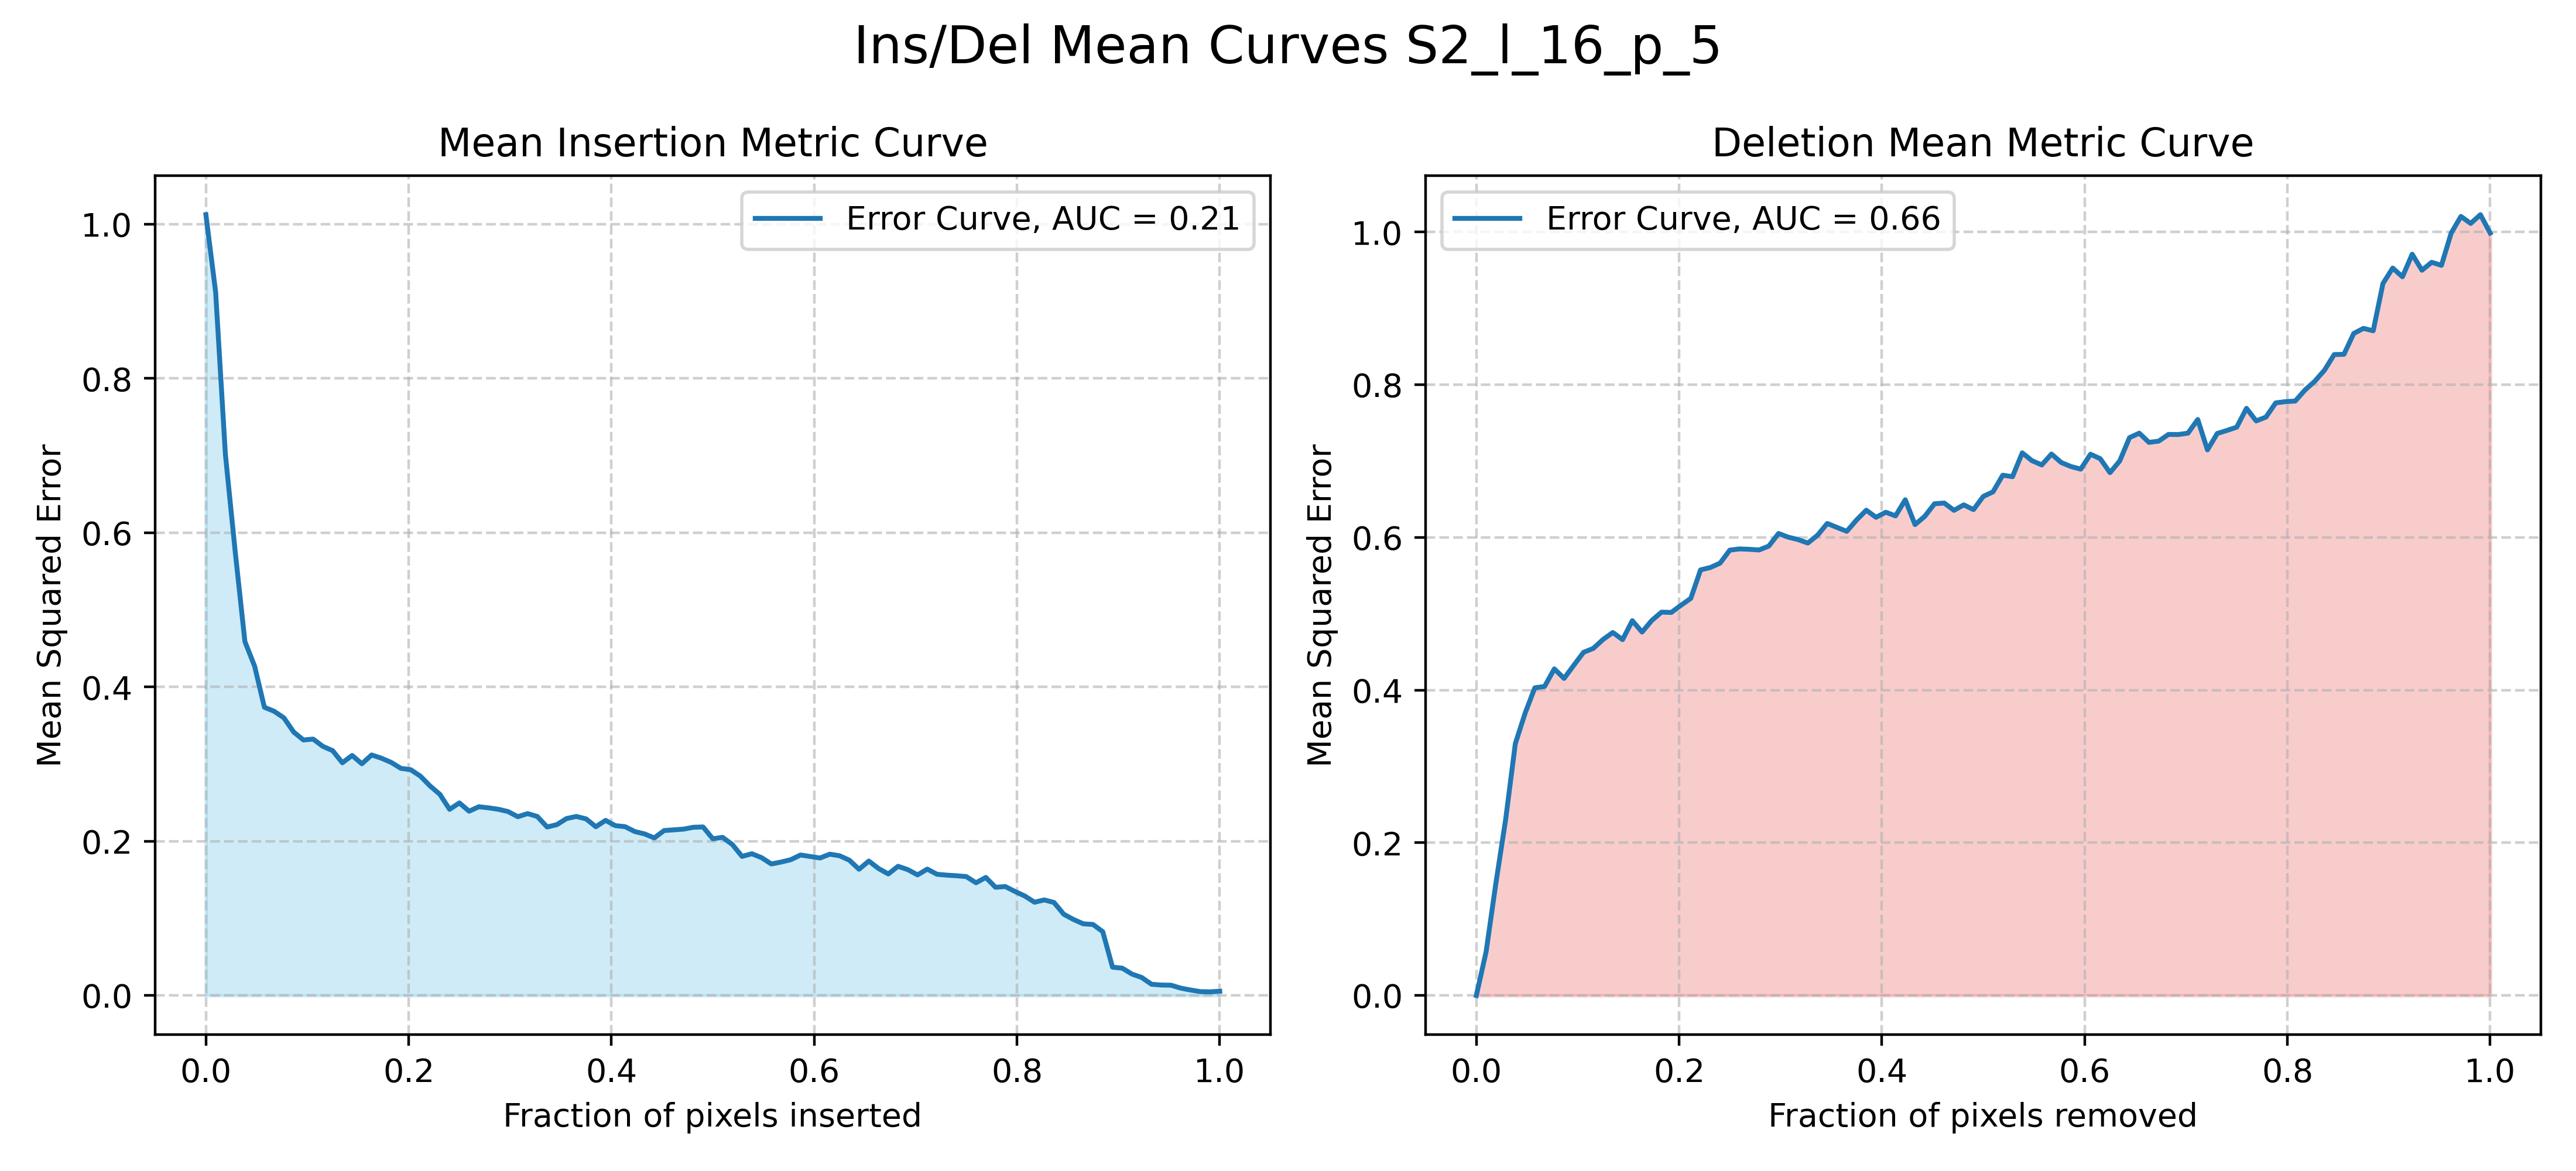 Ins/Del Mean Curves S2_l_16_p_5
Mean Insertion Metric Curve
Error Curve, AUC = 0.21
Mean Squared Error
1.0
0.8
0.6
0.4
0.2
0.0
0.0 0.2 0.4 0.6 0.8 1.0
Fraction of pixels inserted
Deletion Mean Metric Curve
Error Curve, AUC = 0.66
Mean Squared Error
1.0
0.8
0.6
0.4
0.2
0.0
0.0 0.2 0.4 0.6 0.8 1.0
Fraction of pixels removed